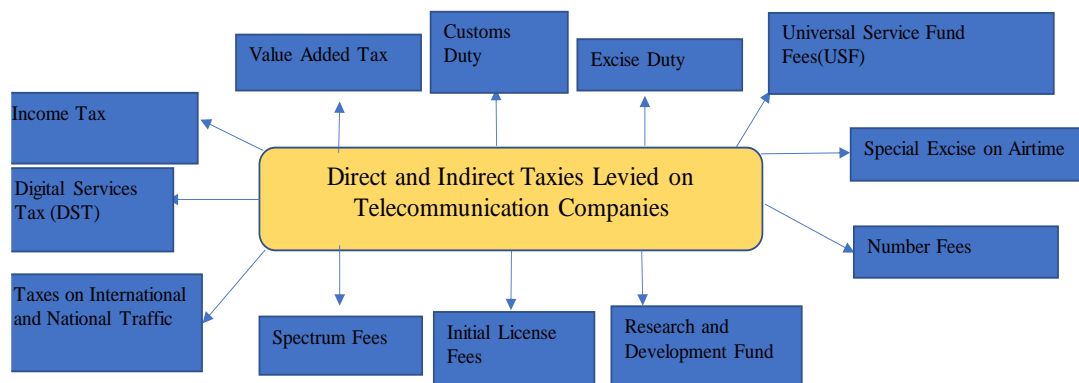 Customs
Duty
Universal Service Fund
Fees(USF)
Value Added Tax
Excise Duty
Income Tax
Special Excise on Airtime
Direct and Indirect Taxies Levied on
Telecommunication Companies
Digital Services
Tax (DST)
Number Fees
Taxes on International
and National Traffic
Spectrum Fees
Initial License
Fees
Research and
Development Fund